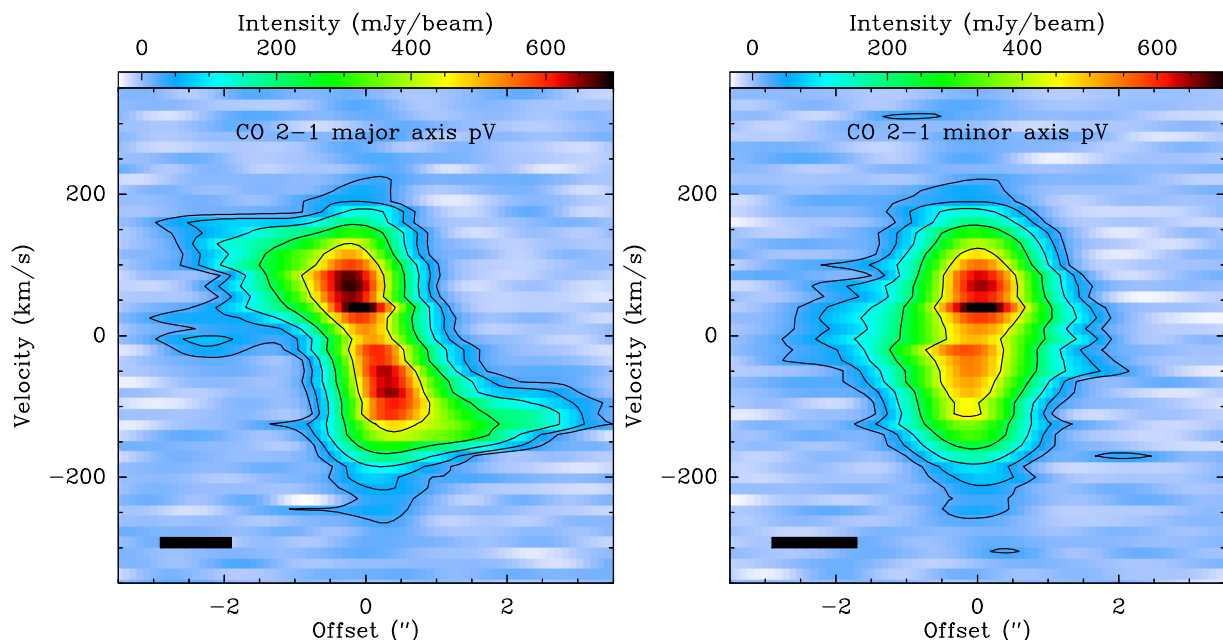 Intensity (mJy/beam)
0 200 400 600
CO 2-1 major axis pV
Velocity (km/s)
200
0
-200
-2 0 2
Offset (")
Intensity (mJy/beam)
0 200 400 600
CO 2-1 minor axis pV
Velocity (km/s)
200
0
-200
-2 0 2
Offset (")